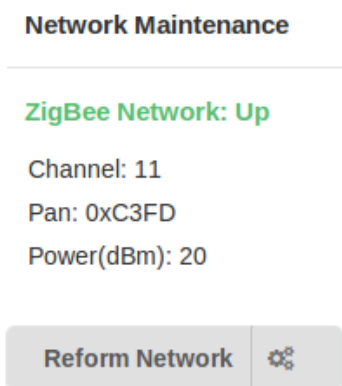 Network Maintenance
ZigBee Network: Up
Channel: 11
Pan: 0xC3FD
Power(dBm): 20
Reform Network